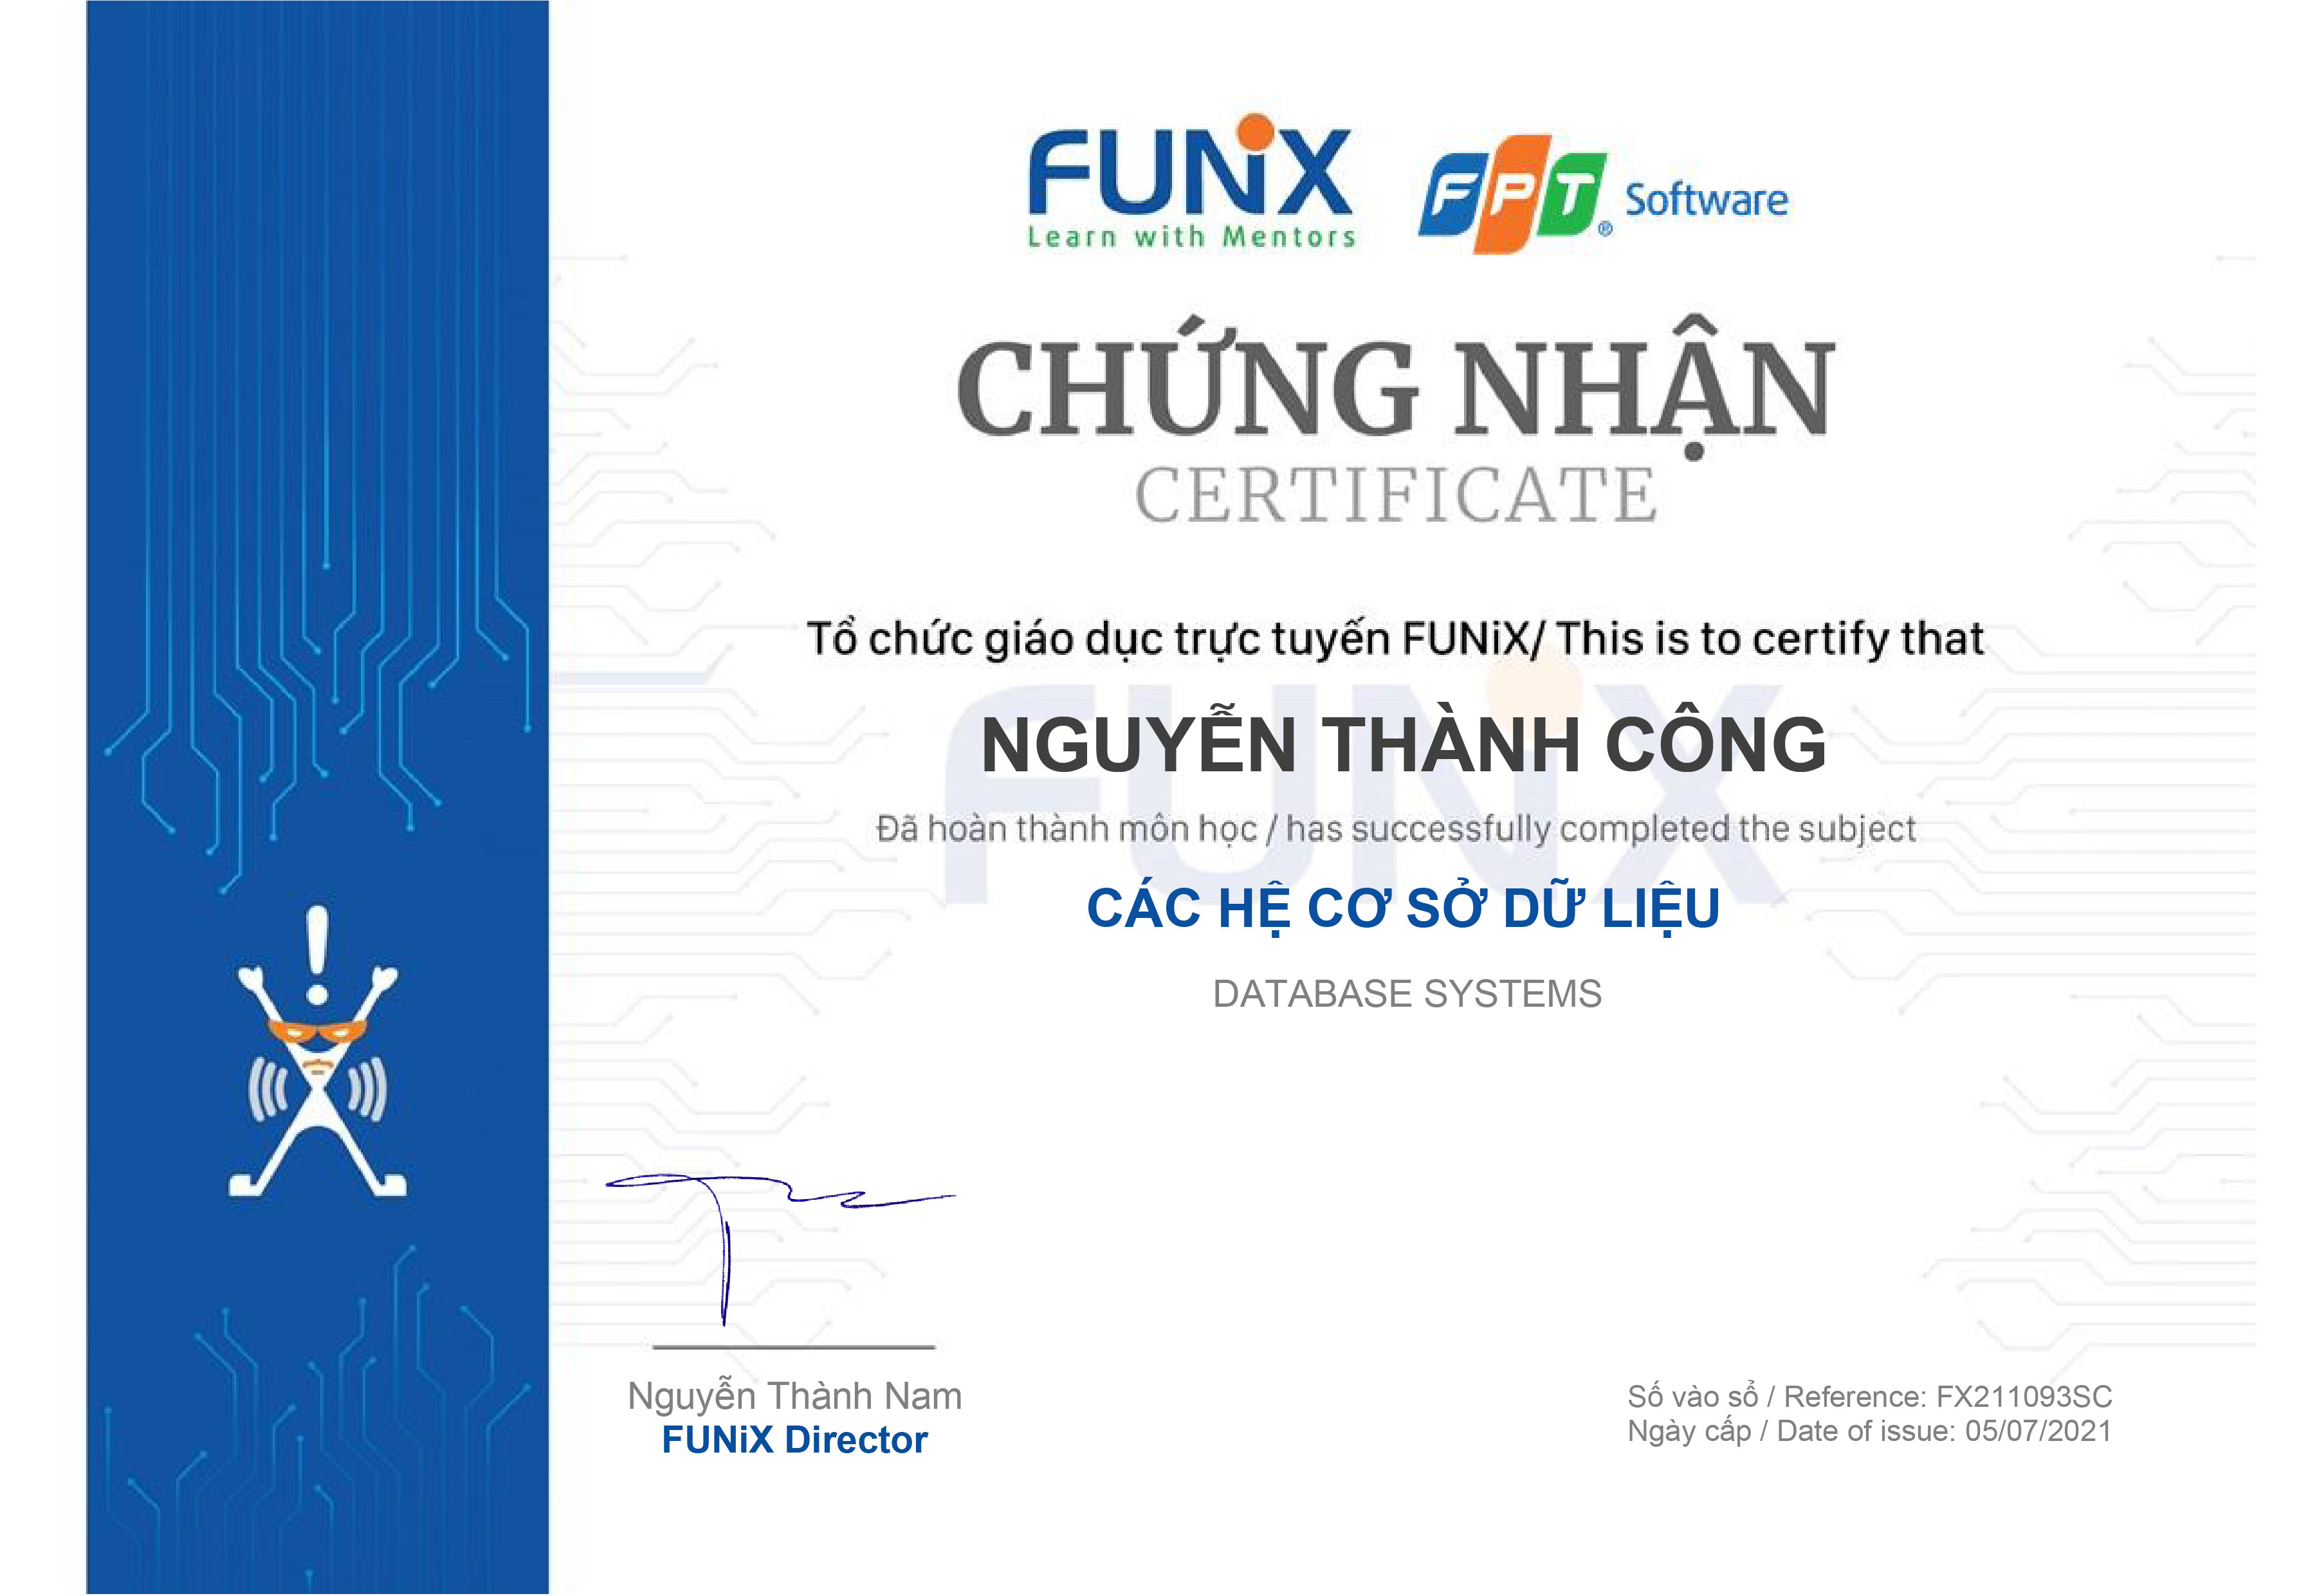 FUNiX
Learn with Mentors
FPT® Software
CHỨNG NHẬN
CERTIFICATE
Tổ chức giáo dục trực tuyến FUNiX/ This is to certify that
NGUYỄN THÀNH CÔNG
Đã hoàn thành môn học / has successfully completed the subject
CÁC HỆ CƠ SỞ DỮ LIỆU
DATABASE SYSTEMS
Nguyễn Thành Nam
FUNiX Director
Số vào sổ / Reference: FX211093SC
Ngày cấp / Date of issue: 05/07/2021